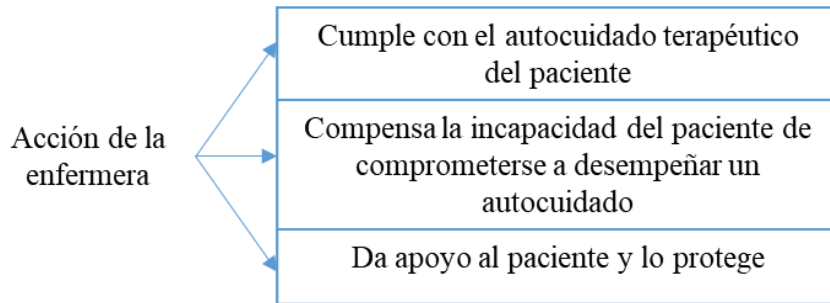 Acción de la
enfermera
Cumple con el autocuidado terapéutico
del paciente
Compensa la incapacidad del paciente de
comprometerse a desempeñar un
autocuidado
Da apoyo al paciente y lo protege